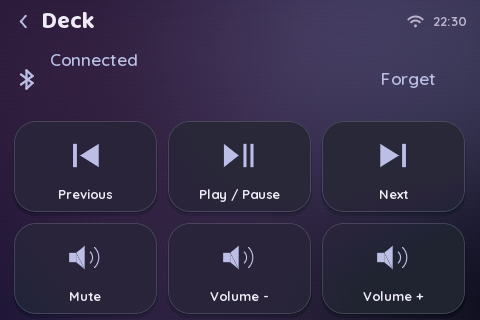 Deck
22:30
Connected
Forget
Previous
Play / Pause
Next
Mute
Volume -
Volume +